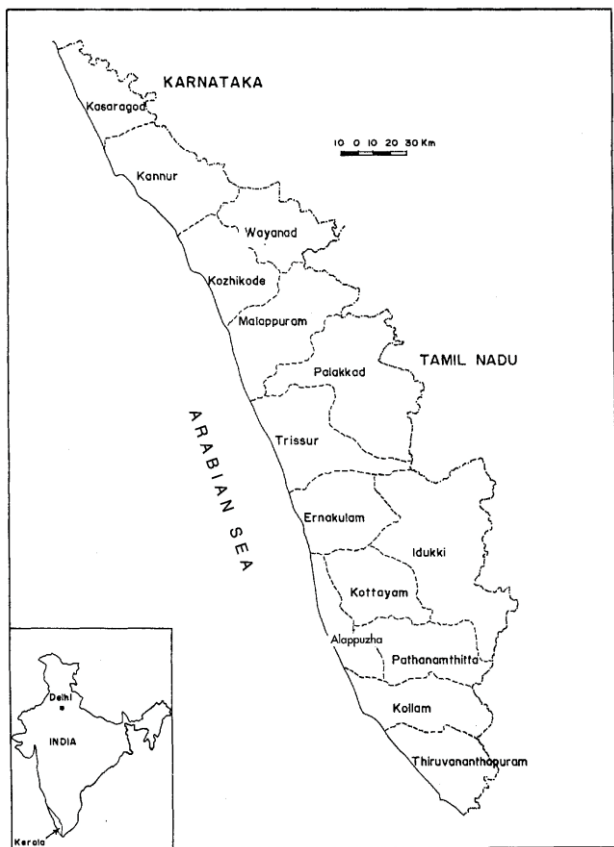 KARNATAKA
Kasaragod
10 0 10 20 30 Km
Kannur
Wayanad
Kozhikode
Malappuram
TAMIL NADU
Palakkad
ARABIAN SEA
Trissur
Ernakulam
Idukki
Kottayam
Alappuzha
Pathanamthitta
Kollam
Thiruvananthapuram
Delhi
INDIA
Kerala